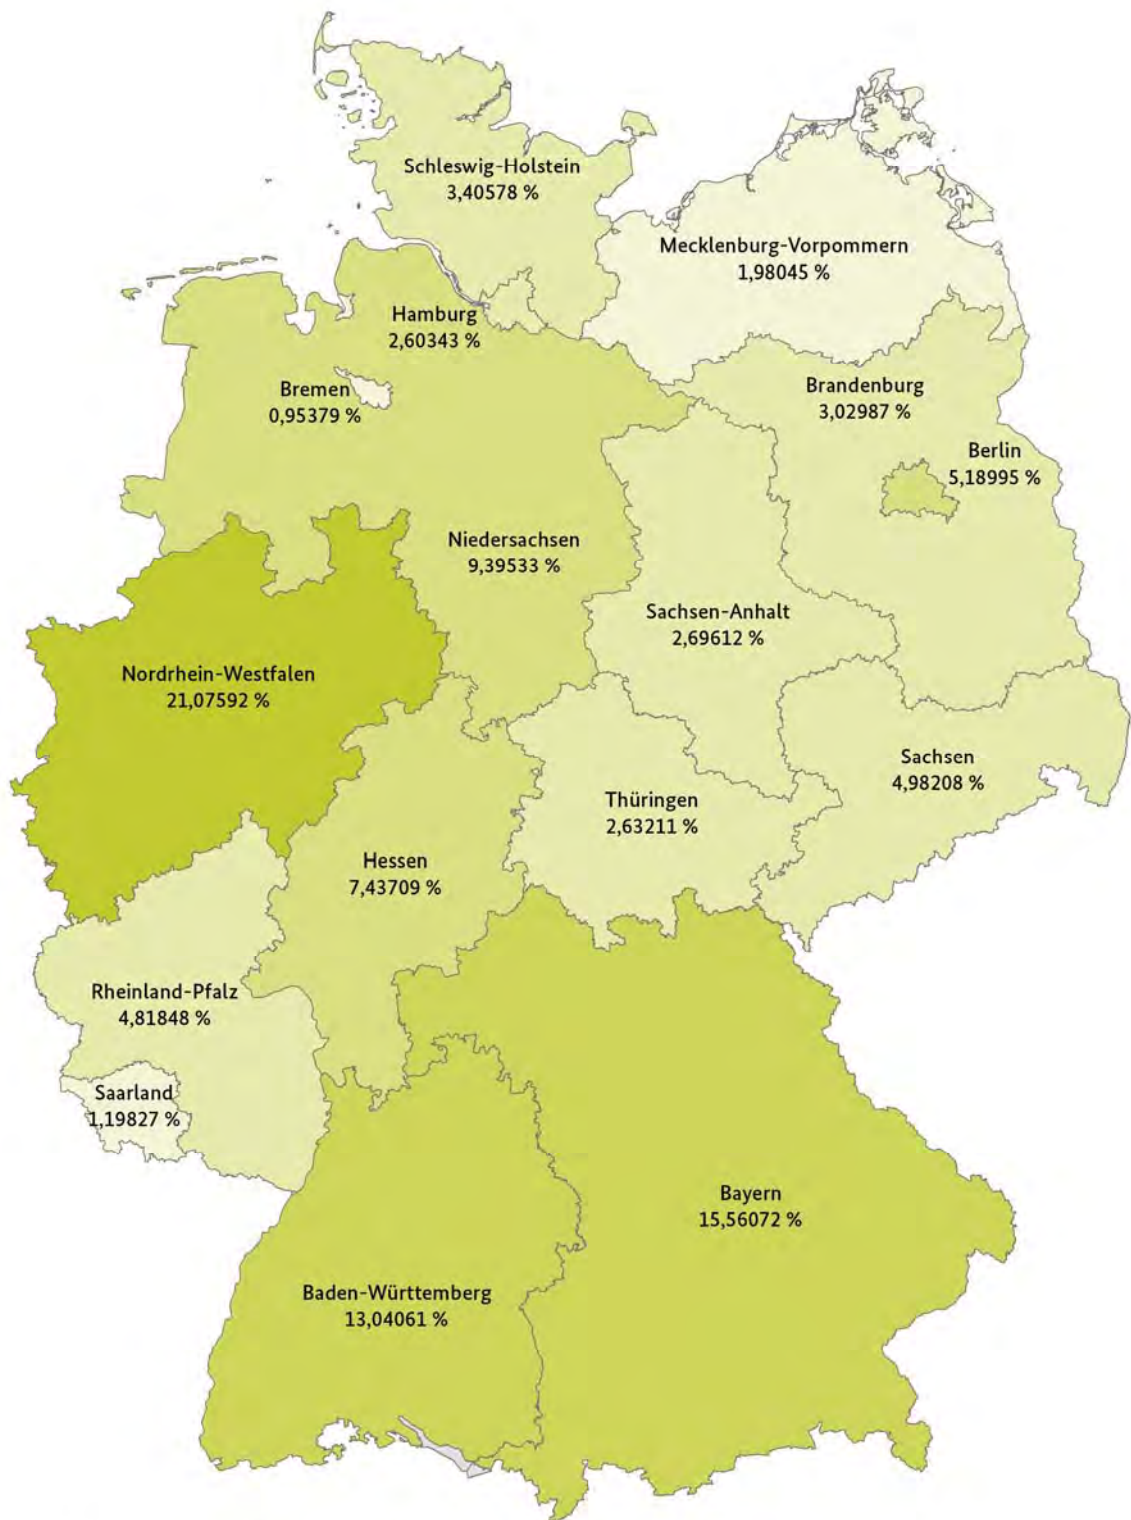 Schleswig-Holstein
3,40578 %
Mecklenburg-Vorpommern
1,98045 %
Hamburg
2,60343 %
Bremen
0,95379 %
Brandenburg
3,02987 %
Berlin
5,18995 %
Niedersachsen
9,39533 %
Sachsen-Anhalt
2,69612 %
Nordrhein-Westfalen
21,07592 %
Sachsen
4,98208 %
Thüringen
2,63211 %
Hessen
7,43709 %
Rheinland-Pfalz
4,81848 %
Saarland
1,19827 %
Bayern
15,56072 %
Baden-Württemberg
13,04061 %